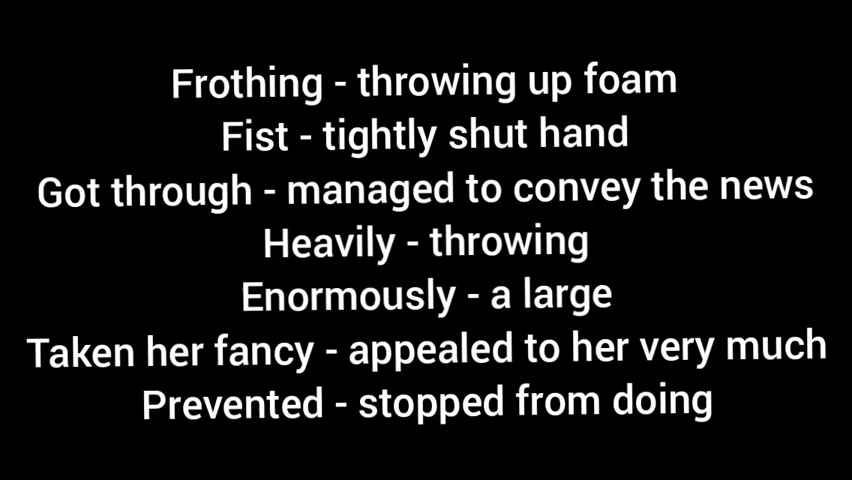 Frothing - throwing up foam
Fist - tightly shut hand
Got through - managed to convey the news
Heavily - throwing
Enormously - a large
Taken her fancy - appealed to her very much
Prevented - stopped from doing